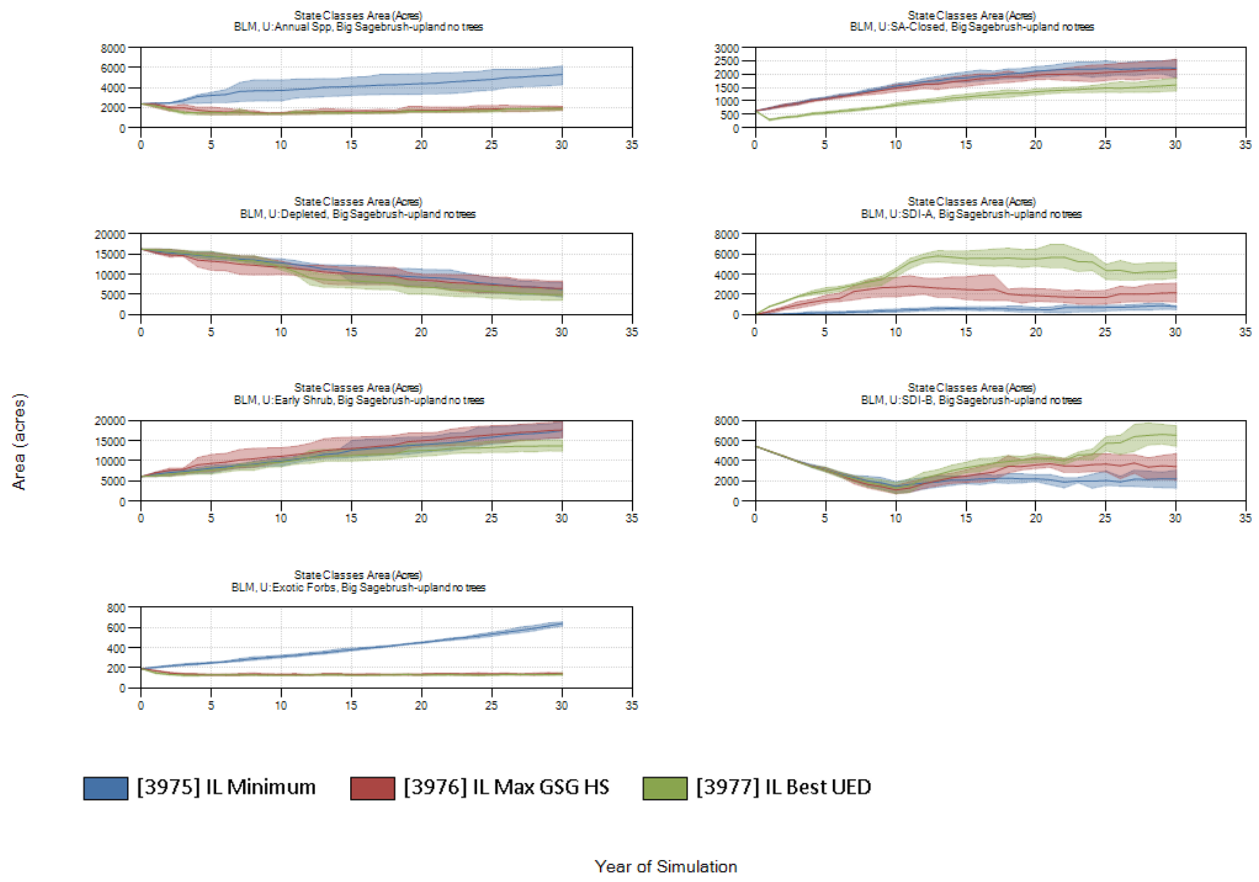 State Classes Area (Acres)
BLM, U:Annual Spp, Big Sagebrush-upland no trees
8000
6000
4000
2000
0
0 5 10 15 20 25 30 35
State Classes Area (Acres)
BLM, U:SA-Closed, Big Sagebrush-upland no trees
3000
2500
2000
1500
1000
500
0
0 5 10 15 20 25 30 35
State Classes Area (Acres)
BLM, U:Depleted, Big Sagebrush-upland no trees
20000
15000
10000
5000
0
0 5 10 15 20 25 30 35
State Classes Area (Acres)
BLM, U:SDI-A, Big Sagebrush-upland no trees
8000
6000
4000
2000
0
0 5 10 15 20 25 30 35
Area (acres)
State Classes Area (Acres)
BLM, U:Early Shrub, Big Sagebrush-upland no trees
20000
15000
10000
5000
0
0 5 10 15 20 25 30 35
State Classes Area (Acres)
BLM, U:SDI-B, Big Sagebrush-upland no trees
8000
6000
4000
2000
0
0 5 10 15 20 25 30 35
State Classes Area (Acres)
BLM, U:Exotic Forbs, Big Sagebrush-upland no trees
800
600
400
200
0
0 5 10 15 20 25 30 35
[3975] IL Minimum [3976] IL Max GSG HS [3977] IL Best UED
Year of Simulation